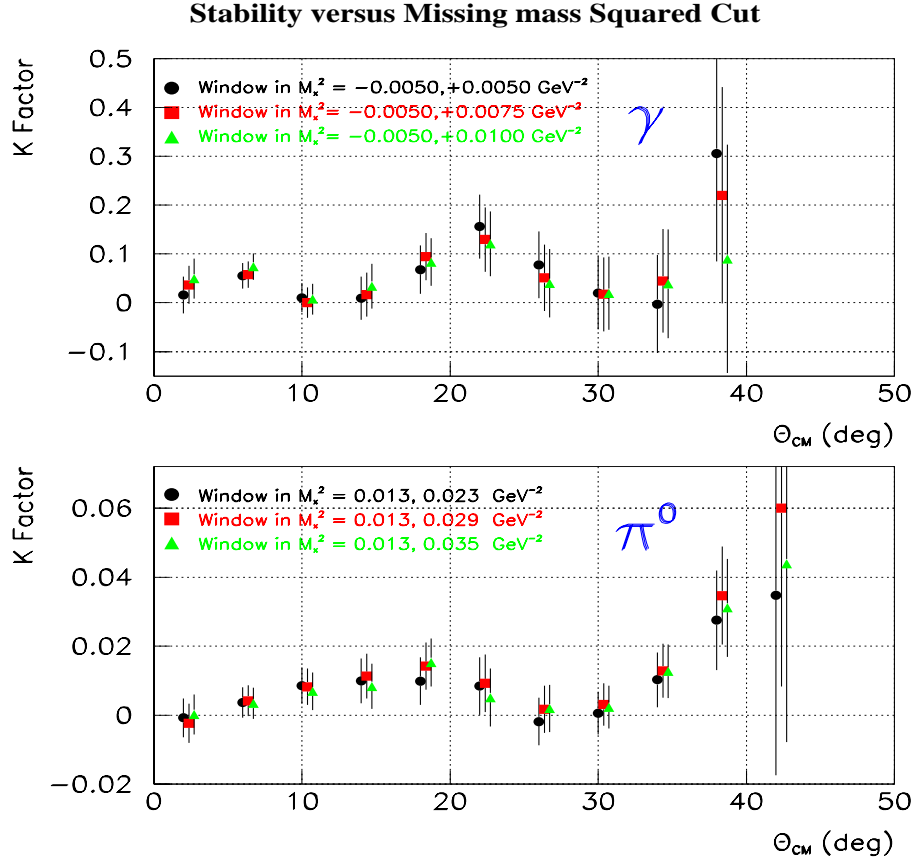 Stability versus Missing mass Squared Cut
K Factor
0.5
0.4
0.3
0.2
0.1
0
−0.1
Window in Mₓ² = −0.0050,+0.0050 GeV⁻²
Window in Mₓ²= −0.0050,+0.0075 GeV⁻²
Window in Mₓ²= −0.0050,+0.0100 GeV⁻²
γ
0 10 20 30 40 50
Θ_CM (deg)
K Factor
0.06
0.04
0.02
0
−0.02
Window in Mₓ² = 0.013, 0.023 GeV⁻²
Window in Mₓ² = 0.013, 0.029 GeV⁻²
Window in Mₓ² = 0.013, 0.035 GeV⁻²
π⁰
0 10 20 30 40 50
Θ_CM (deg)